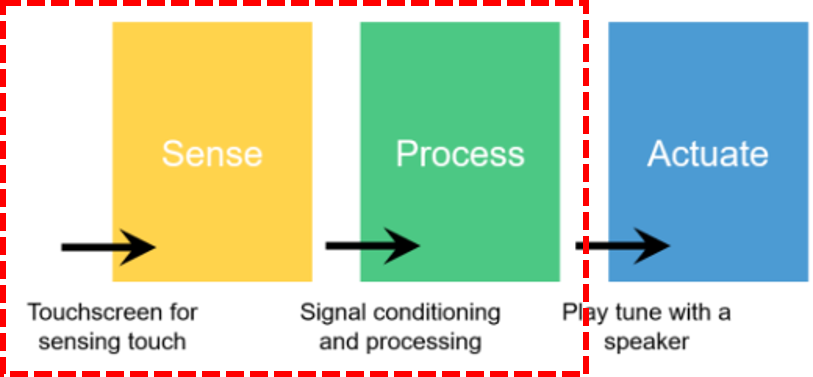 Sense
Process
Actuate
Touchscreen for
sensing touch
Signal conditioning
and processing
Play tune with a
speaker